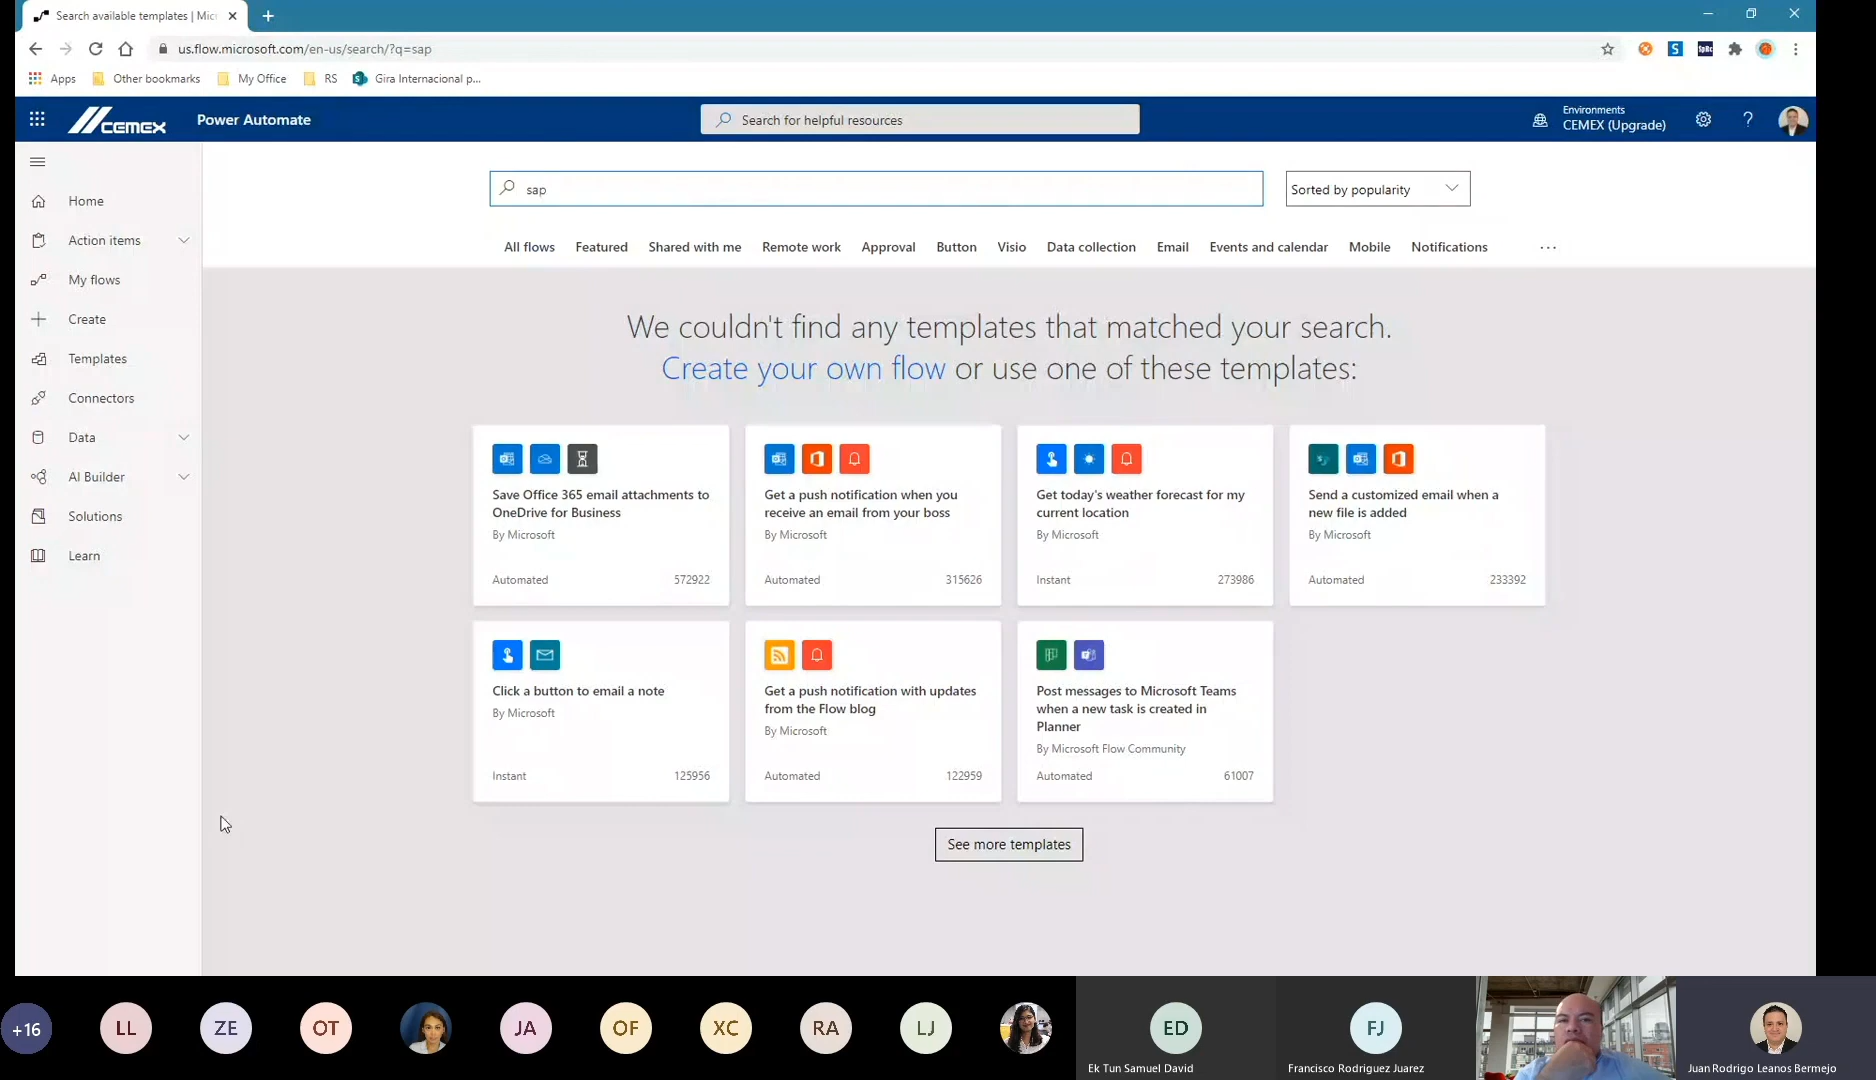 Search available templates | Mic
us.flow.microsoft.com/en-us/search/?q=sap
Apps
Other bookmarks
My Office
RS
Gira Internacional p...
CEMEX
Power Automate
Search for helpful resources
Environments
CEMEX (Upgrade)
?
sap
Sorted by popularity
Home
Action items
My flows
Create
Templates
Connectors
Data
AI Builder
Solutions
Learn
All flows
Featured
Shared with me
Remote work
Approval
Button
Visio
Data collection
Email
Events and calendar
Mobile
Notifications
...
We couldn't find any templates that matched your search.
Create your own flow or use one of these templates:
Save Office 365 email attachments to
OneDrive for Business
By Microsoft
Automated
572922
Get a push notification when you
receive an email from your boss
By Microsoft
Automated
315626
Get today's weather forecast for my
current location
By Microsoft
Instant
273986
Send a customized email when a
new file is added
By Microsoft
Automated
233392
Click a button to email a note
By Microsoft
Instant
125956
Get a push notification with updates
from the Flow blog
By Microsoft
Automated
122959
Post messages to Microsoft Teams
when a new task is created in
Planner
By Microsoft Flow Community
Automated
61007
See more templates
+16
LL
ZE
OT
JA
OF
XC
RA
LJ
ED
Ek Tun Samuel David
FJ
Francisco Rodriguez Juarez
Juan Rodrigo Leanos Bermejo